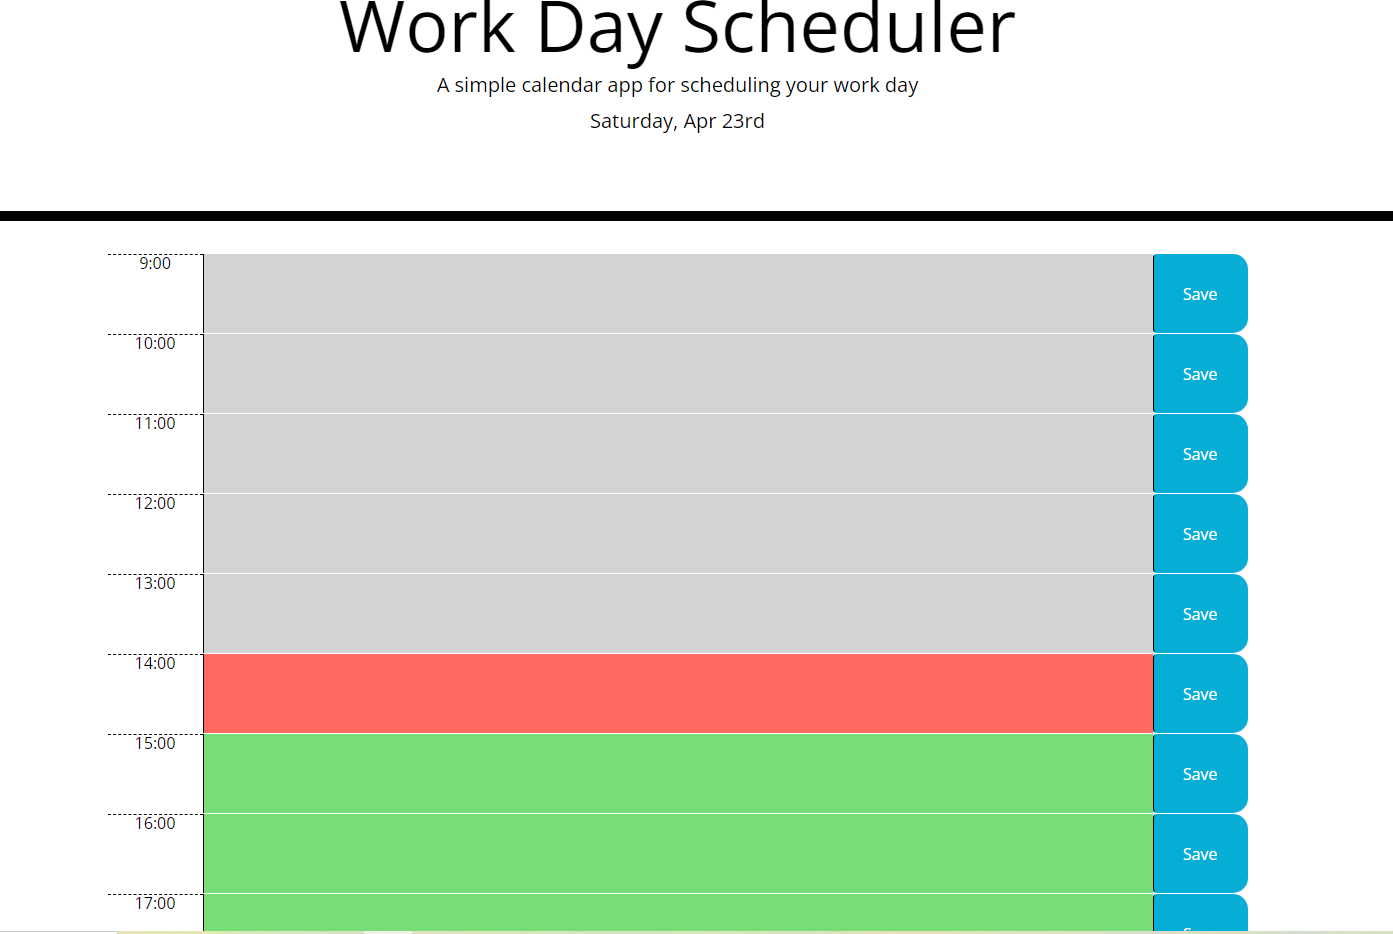 Work Day Scheduler
A simple calendar app for scheduling your work day
Saturday, Apr 23rd
9:00
Save
10:00
Save
11:00
Save
12:00
Save
13:00
Save
14:00
Save
15:00
Save
16:00
Save
17:00